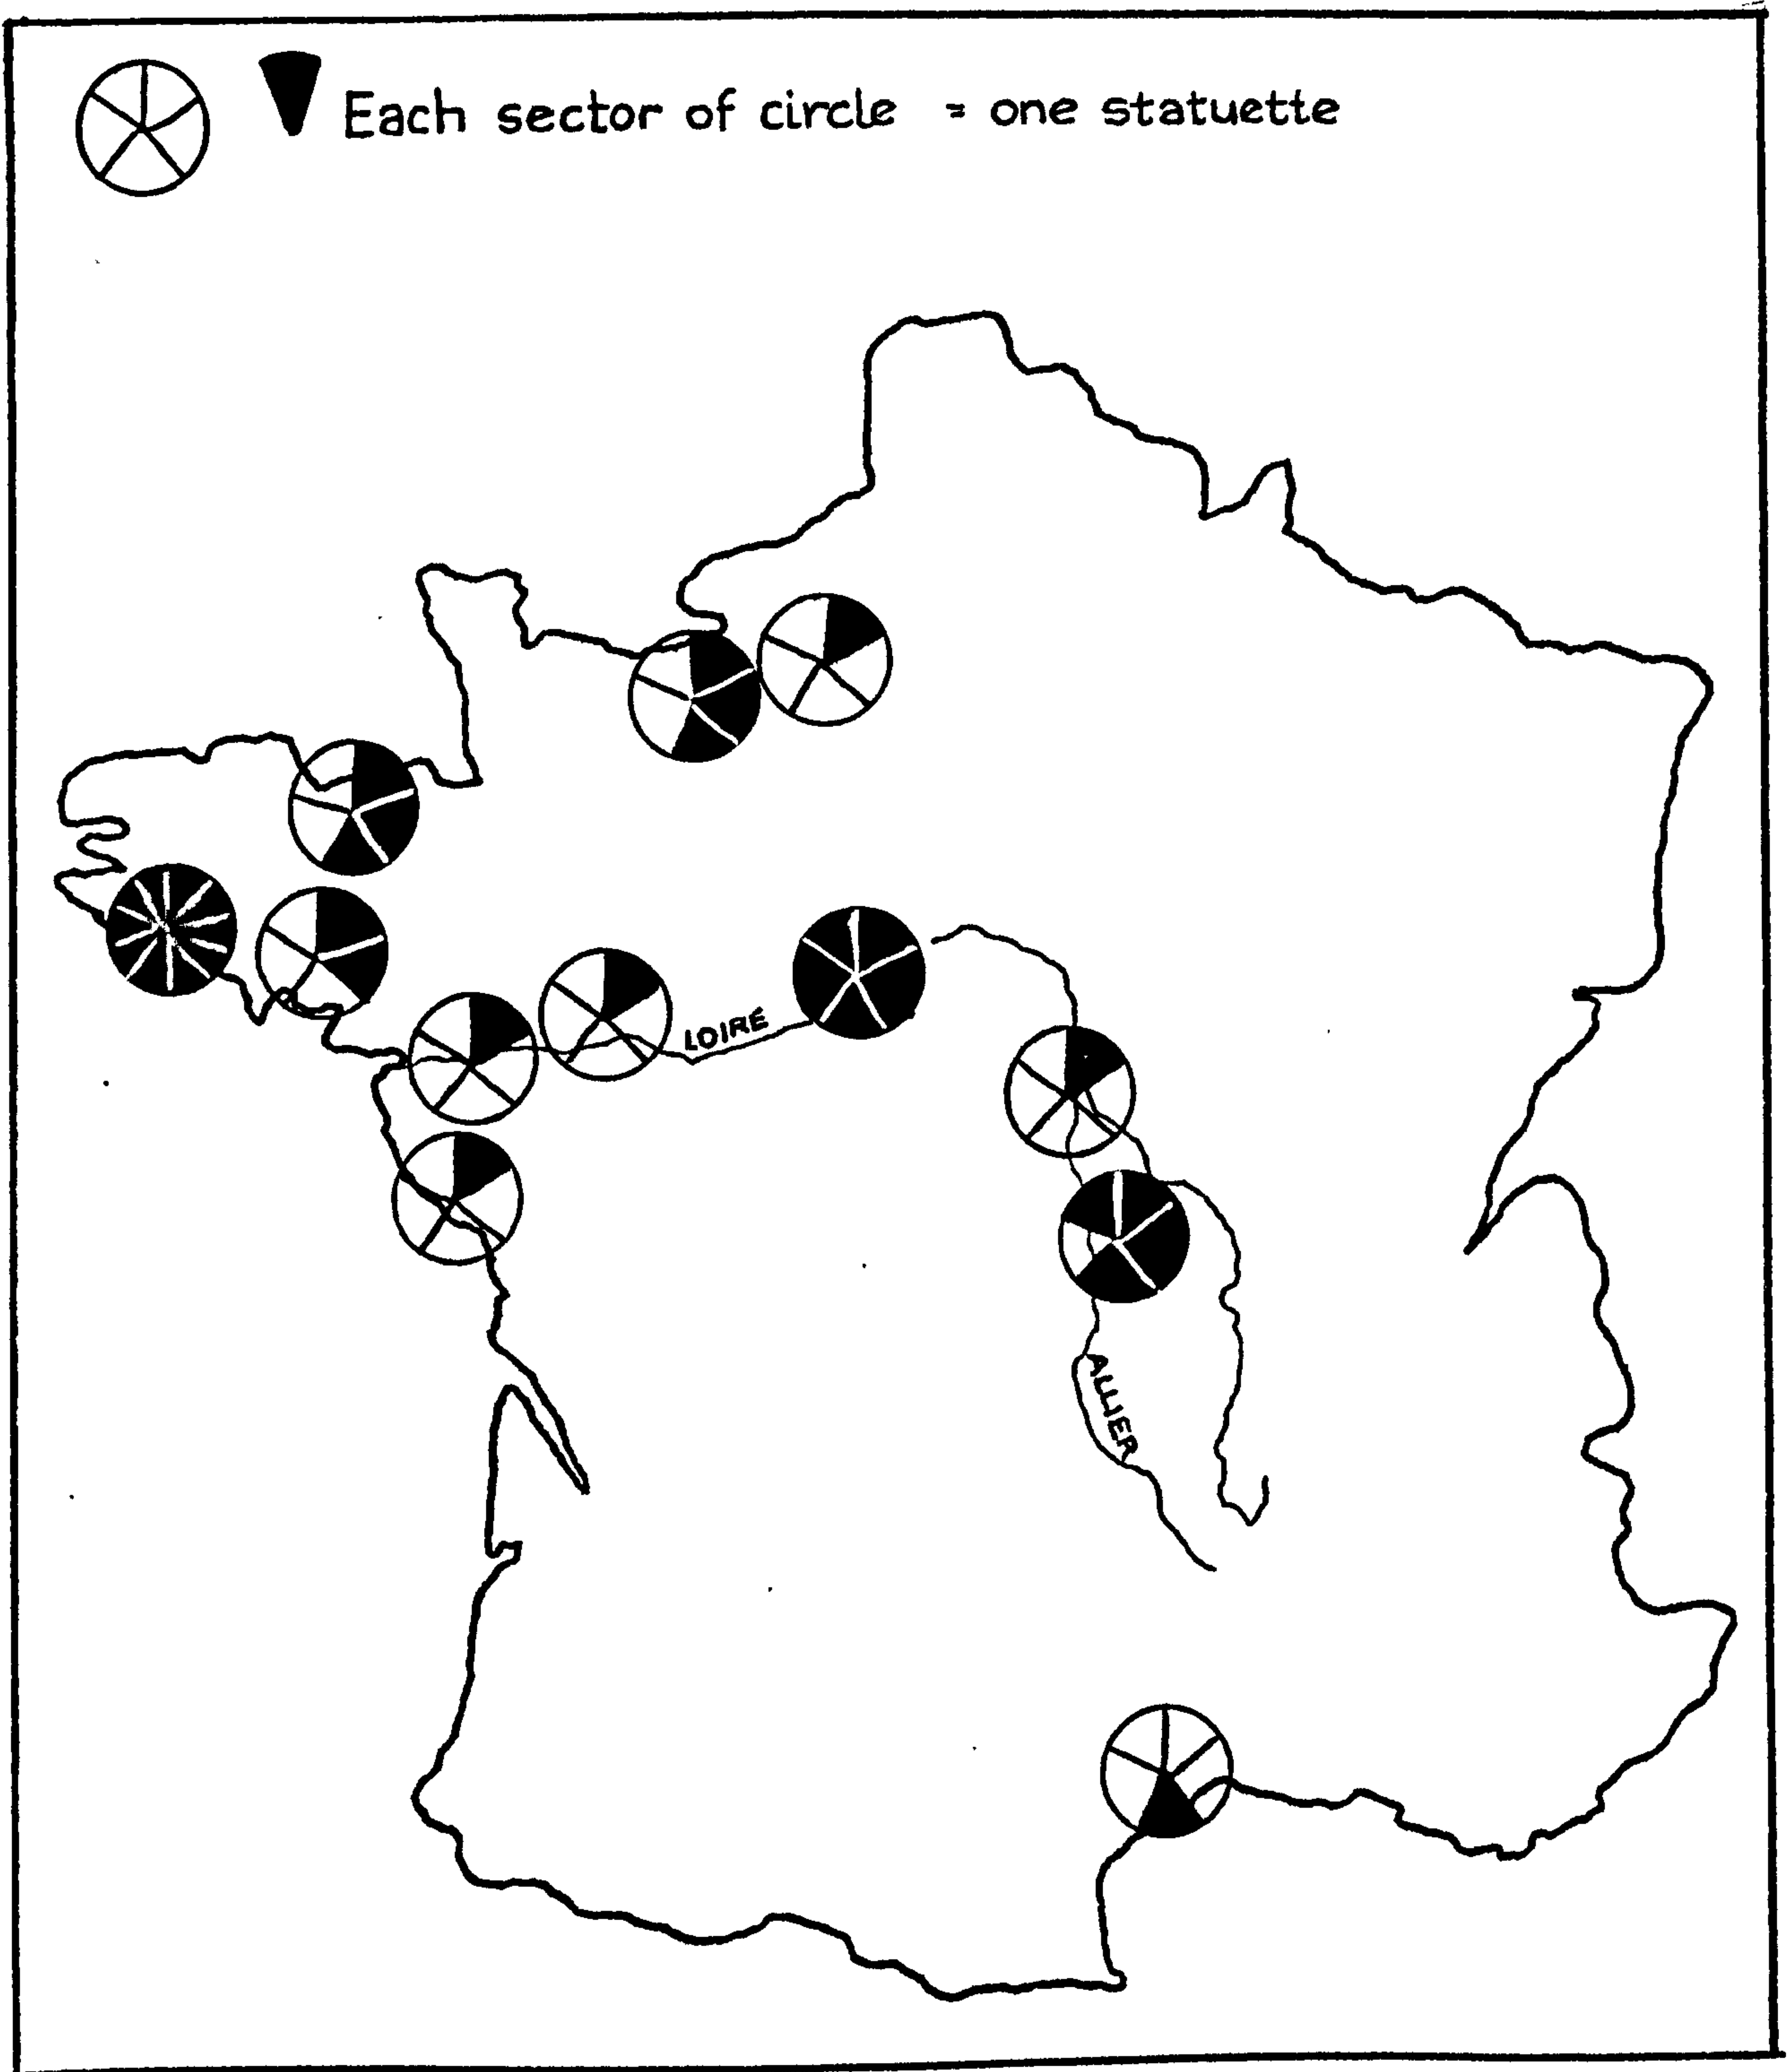 Each sector of circle = one statuette
LOIRE
ALLIER